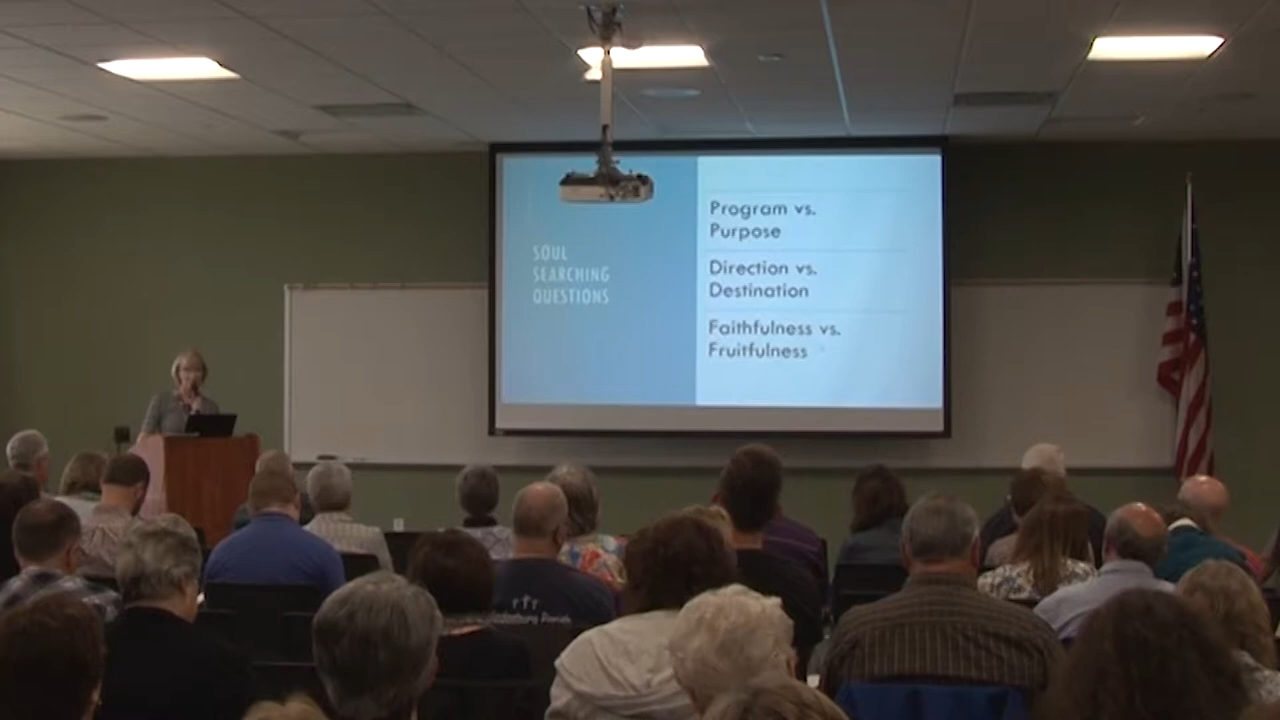 SOUL
SEARCHING
QUESTIONS
Program vs.
Purpose
Direction vs.
Destination
Faithfulness vs.
Fruitfulness